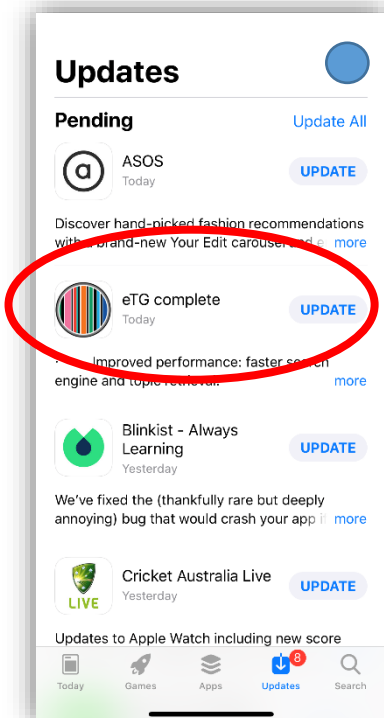 Updates
Pending Update All
ASOS
Today
UPDATE
Discover hand-picked fashion recommendations
with a brand-new Your Edit carousel and e more
eTG complete
Today
UPDATE
Improved performance: faster search
engine and topic retrieval. more
Blinkist - Always
Learning
Yesterday
UPDATE
We've fixed the (thankfully rare but deeply
annoying) bug that would crash your app if more
LIVE
Cricket Australia Live
Yesterday
UPDATE
Updates to Apple Watch including new score
8
Today Games Apps Updates Search